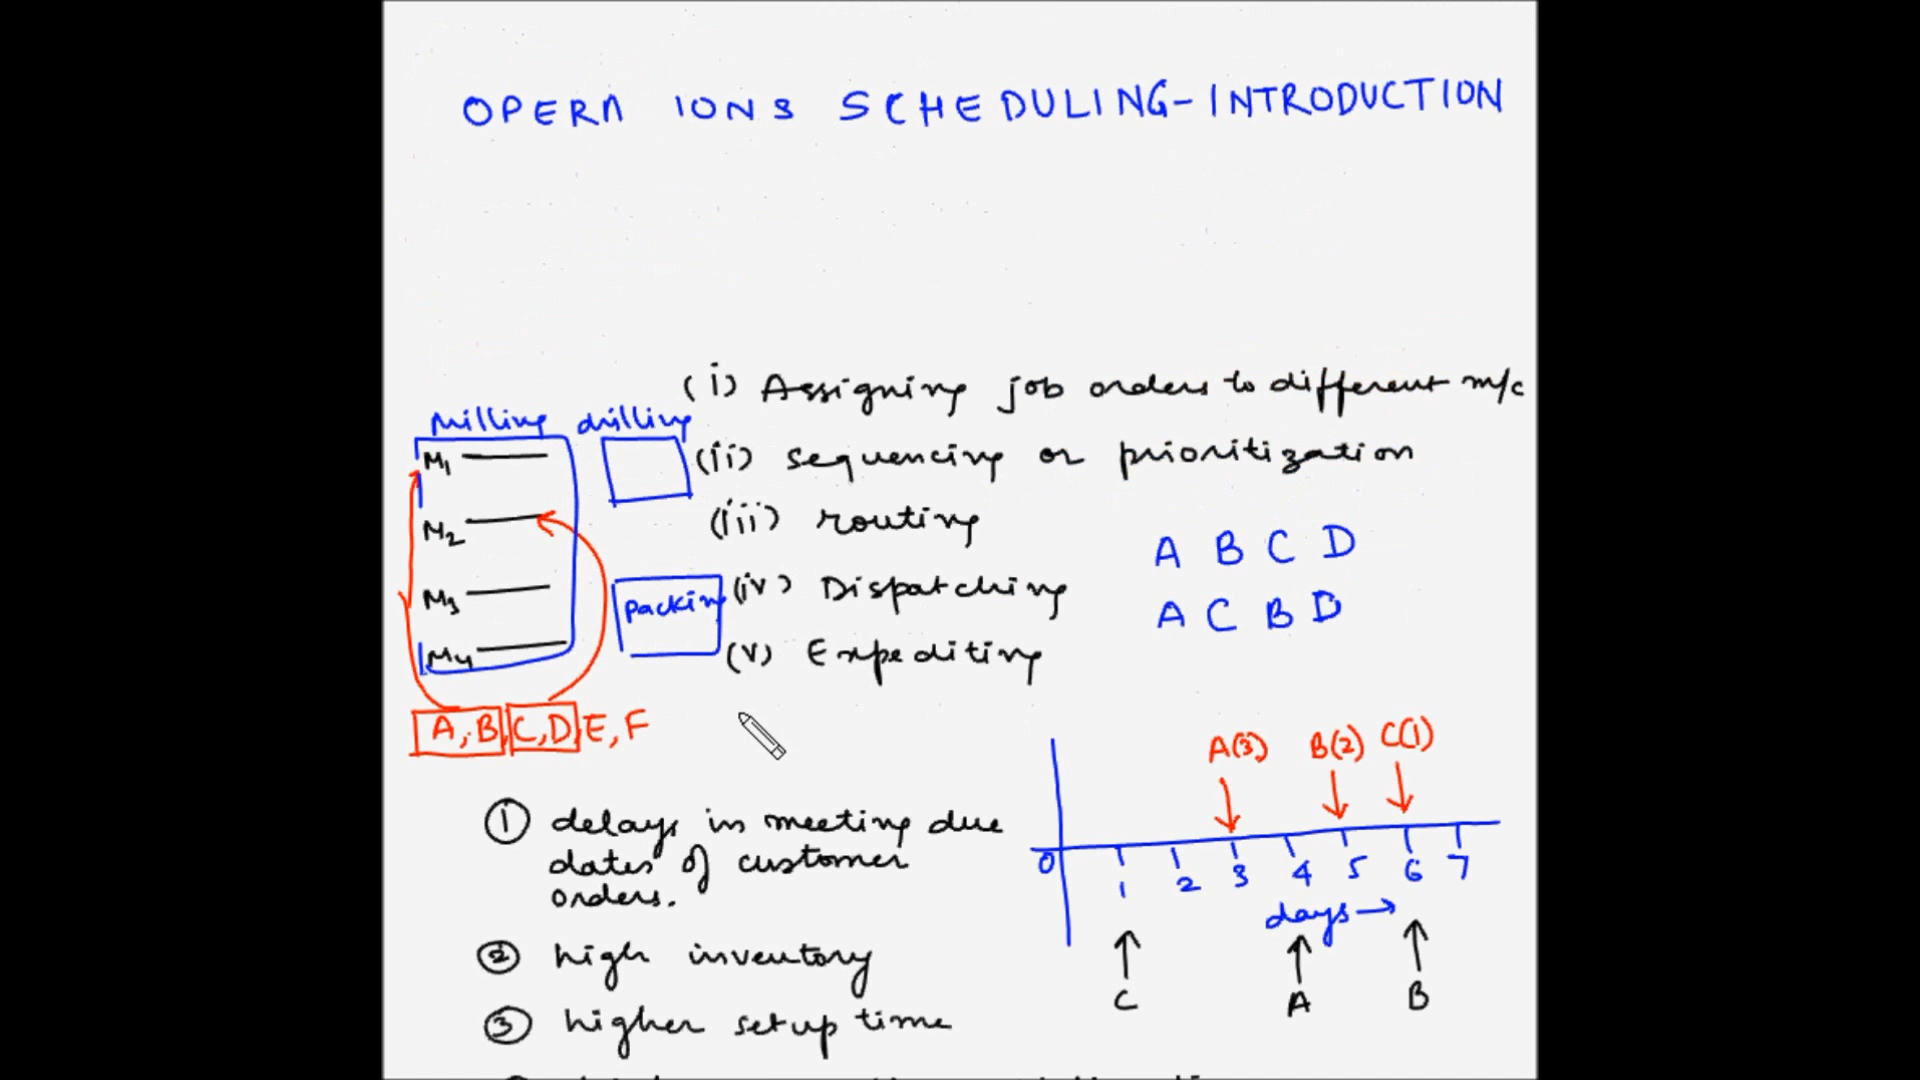 OPERA IONS SCHEDULING-INTRODUCTION
(i) Assigning job orders to different m/c
Milling drilling
M1
(ii) sequencing or prioritization
M2
(iii) routing
A B C D
M3
packing
(iv) Dispatching
A C B D
M4
(v) Expediting
A, B, C, D, E, F
A(3) B(2) C(1)
① delays in meeting due
dates of customer
orders.
0 1 2 3 4 5 6 7
days →
② high inventory
C A B
③ higher setup time